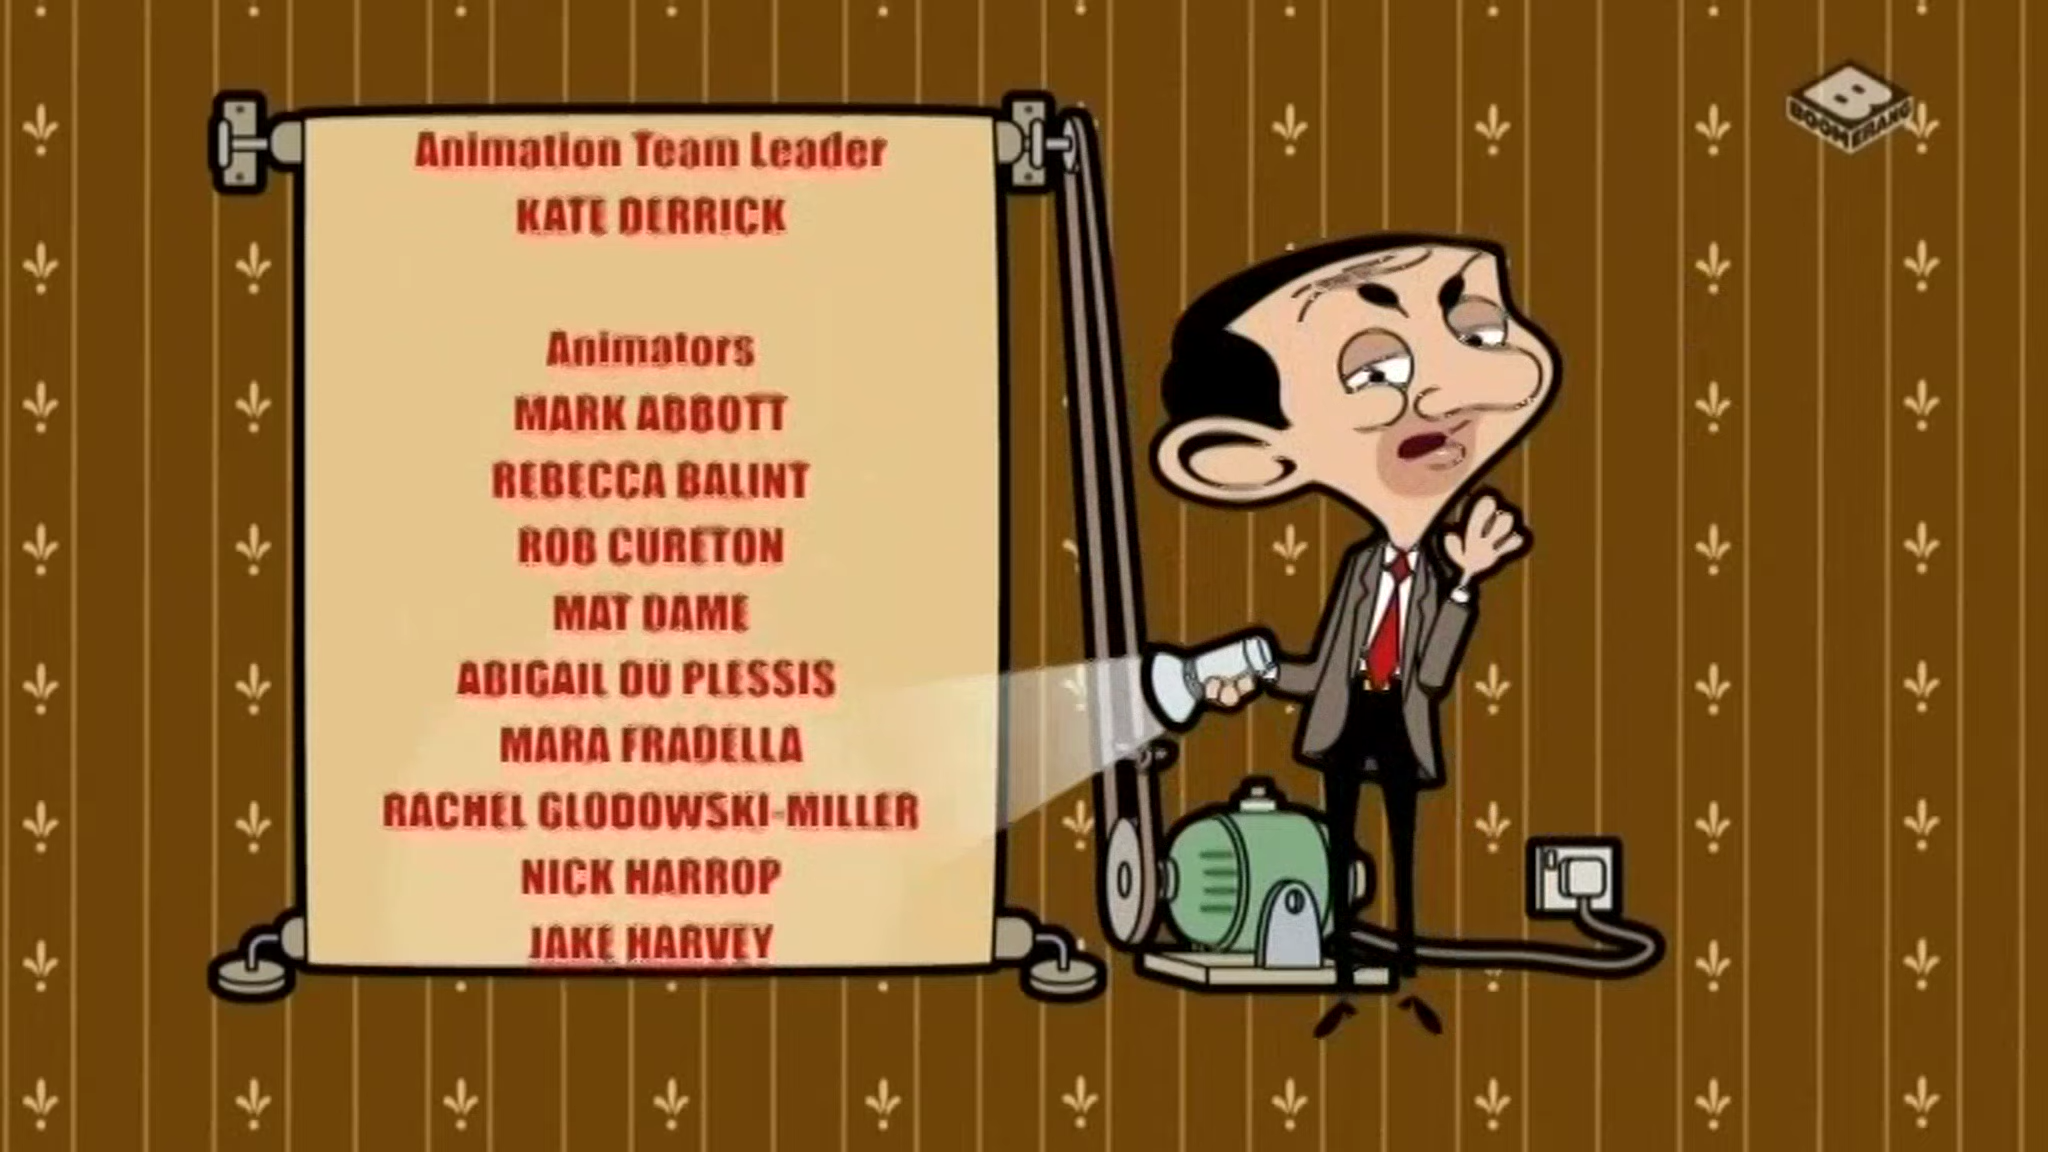 Animation Team Leader
KATE DERRICK
Animators
MARK ABBOTT
REBECCA BALINT
ROB CURETON
MAT DAME
ABIGAIL DU PLESSIS
MARA FRADELLA
RACHEL GLODOWSKI-MILLER
NICK HARROP
JAKE HARVEY
B
BOOMERANG